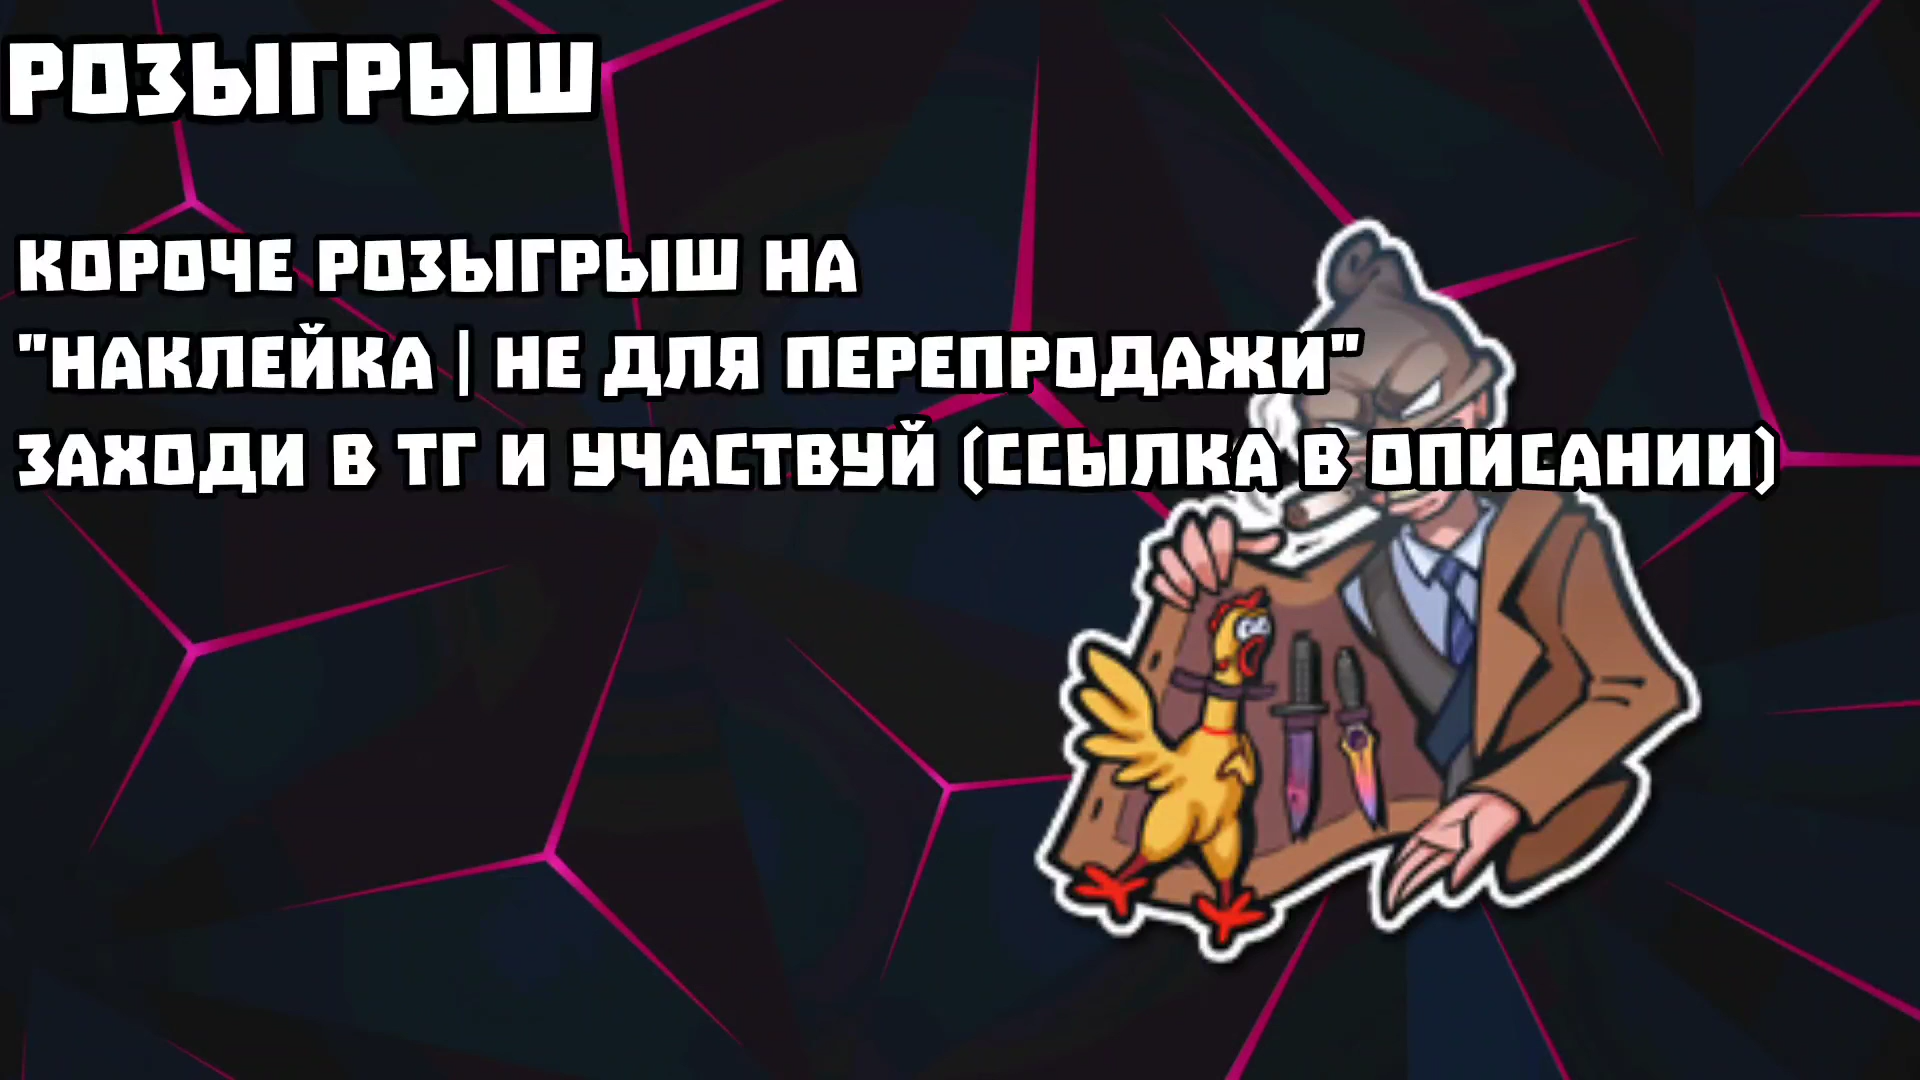 РОЗЫГРЫШ
КОРОЧЕ РОЗЫГРЫШ НА
"НАКЛЕЙКА | НЕ ДЛЯ ПЕРЕПРОДАЖИ"
ЗАХОДИ В ТГ И УЧАСТВУЙ (ССЫЛКА В ОПИСАНИИ)